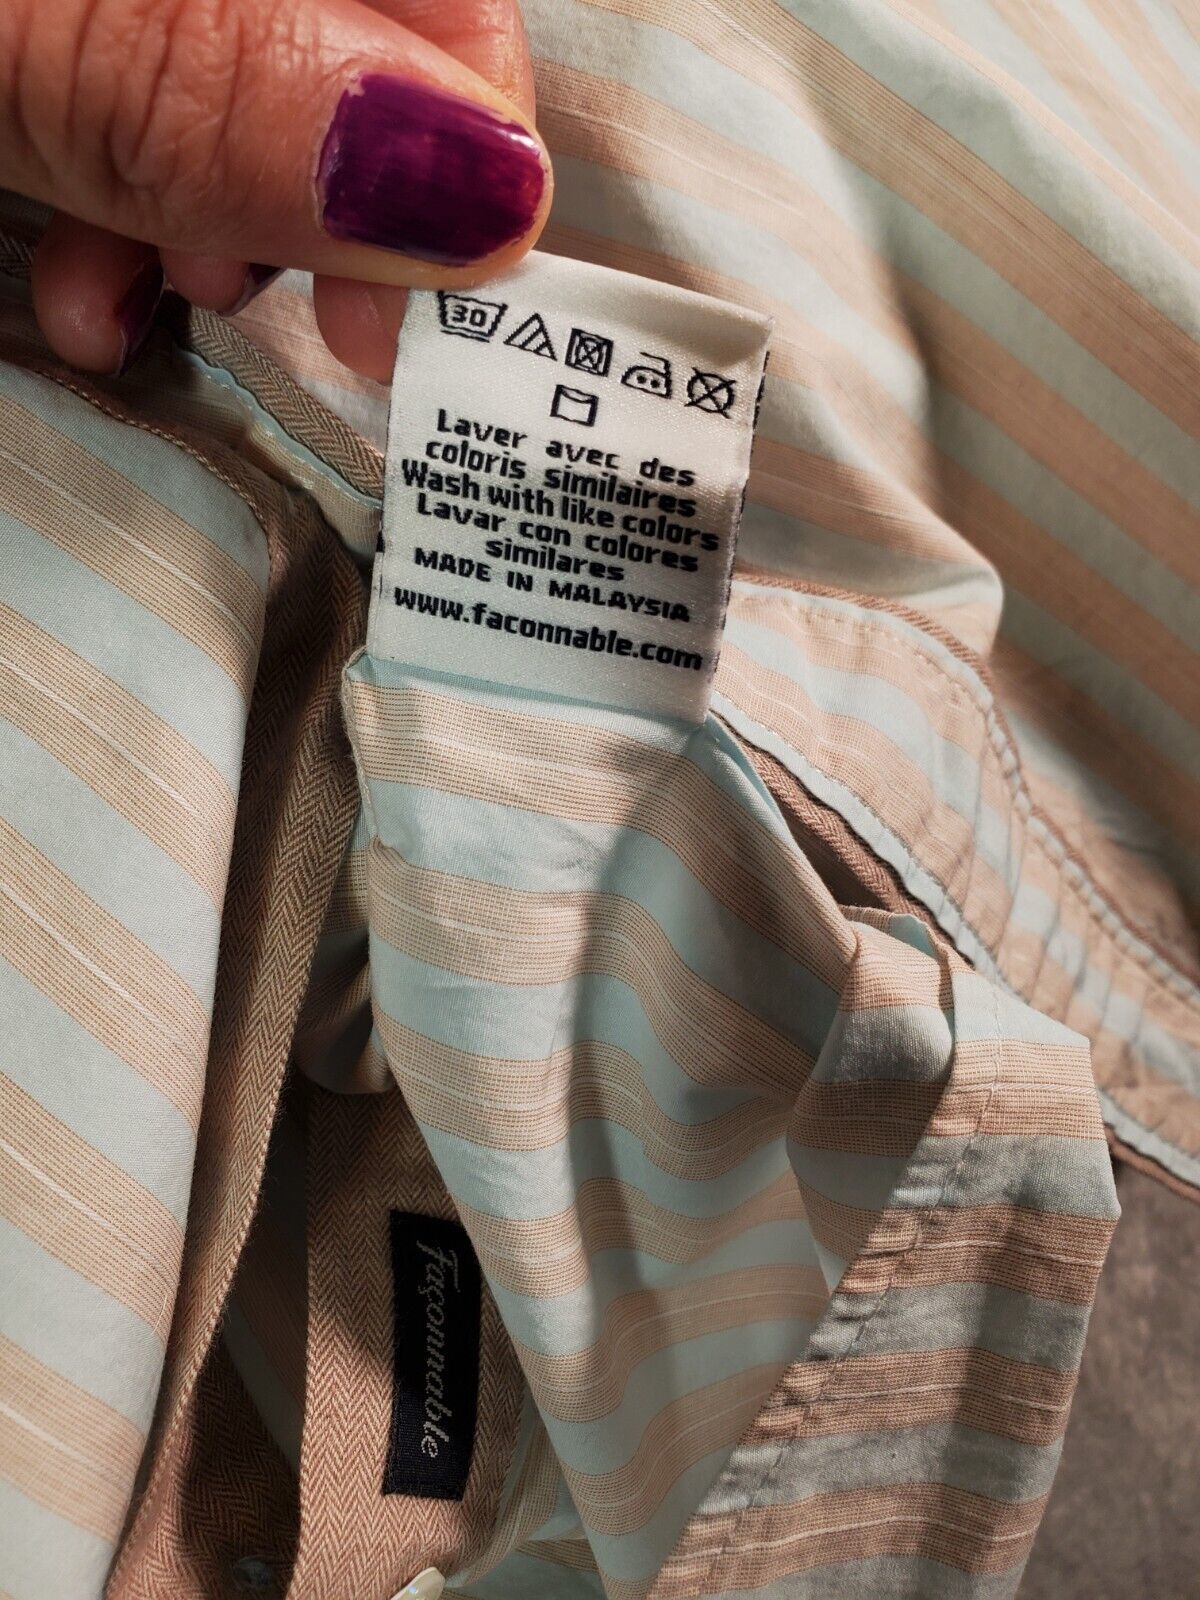 30
Laver avec des
coloris similaires
Wash with like colors
Lavar con colores
similares
MADE IN MALAYSIA
www.faconnable.com
Façonnable